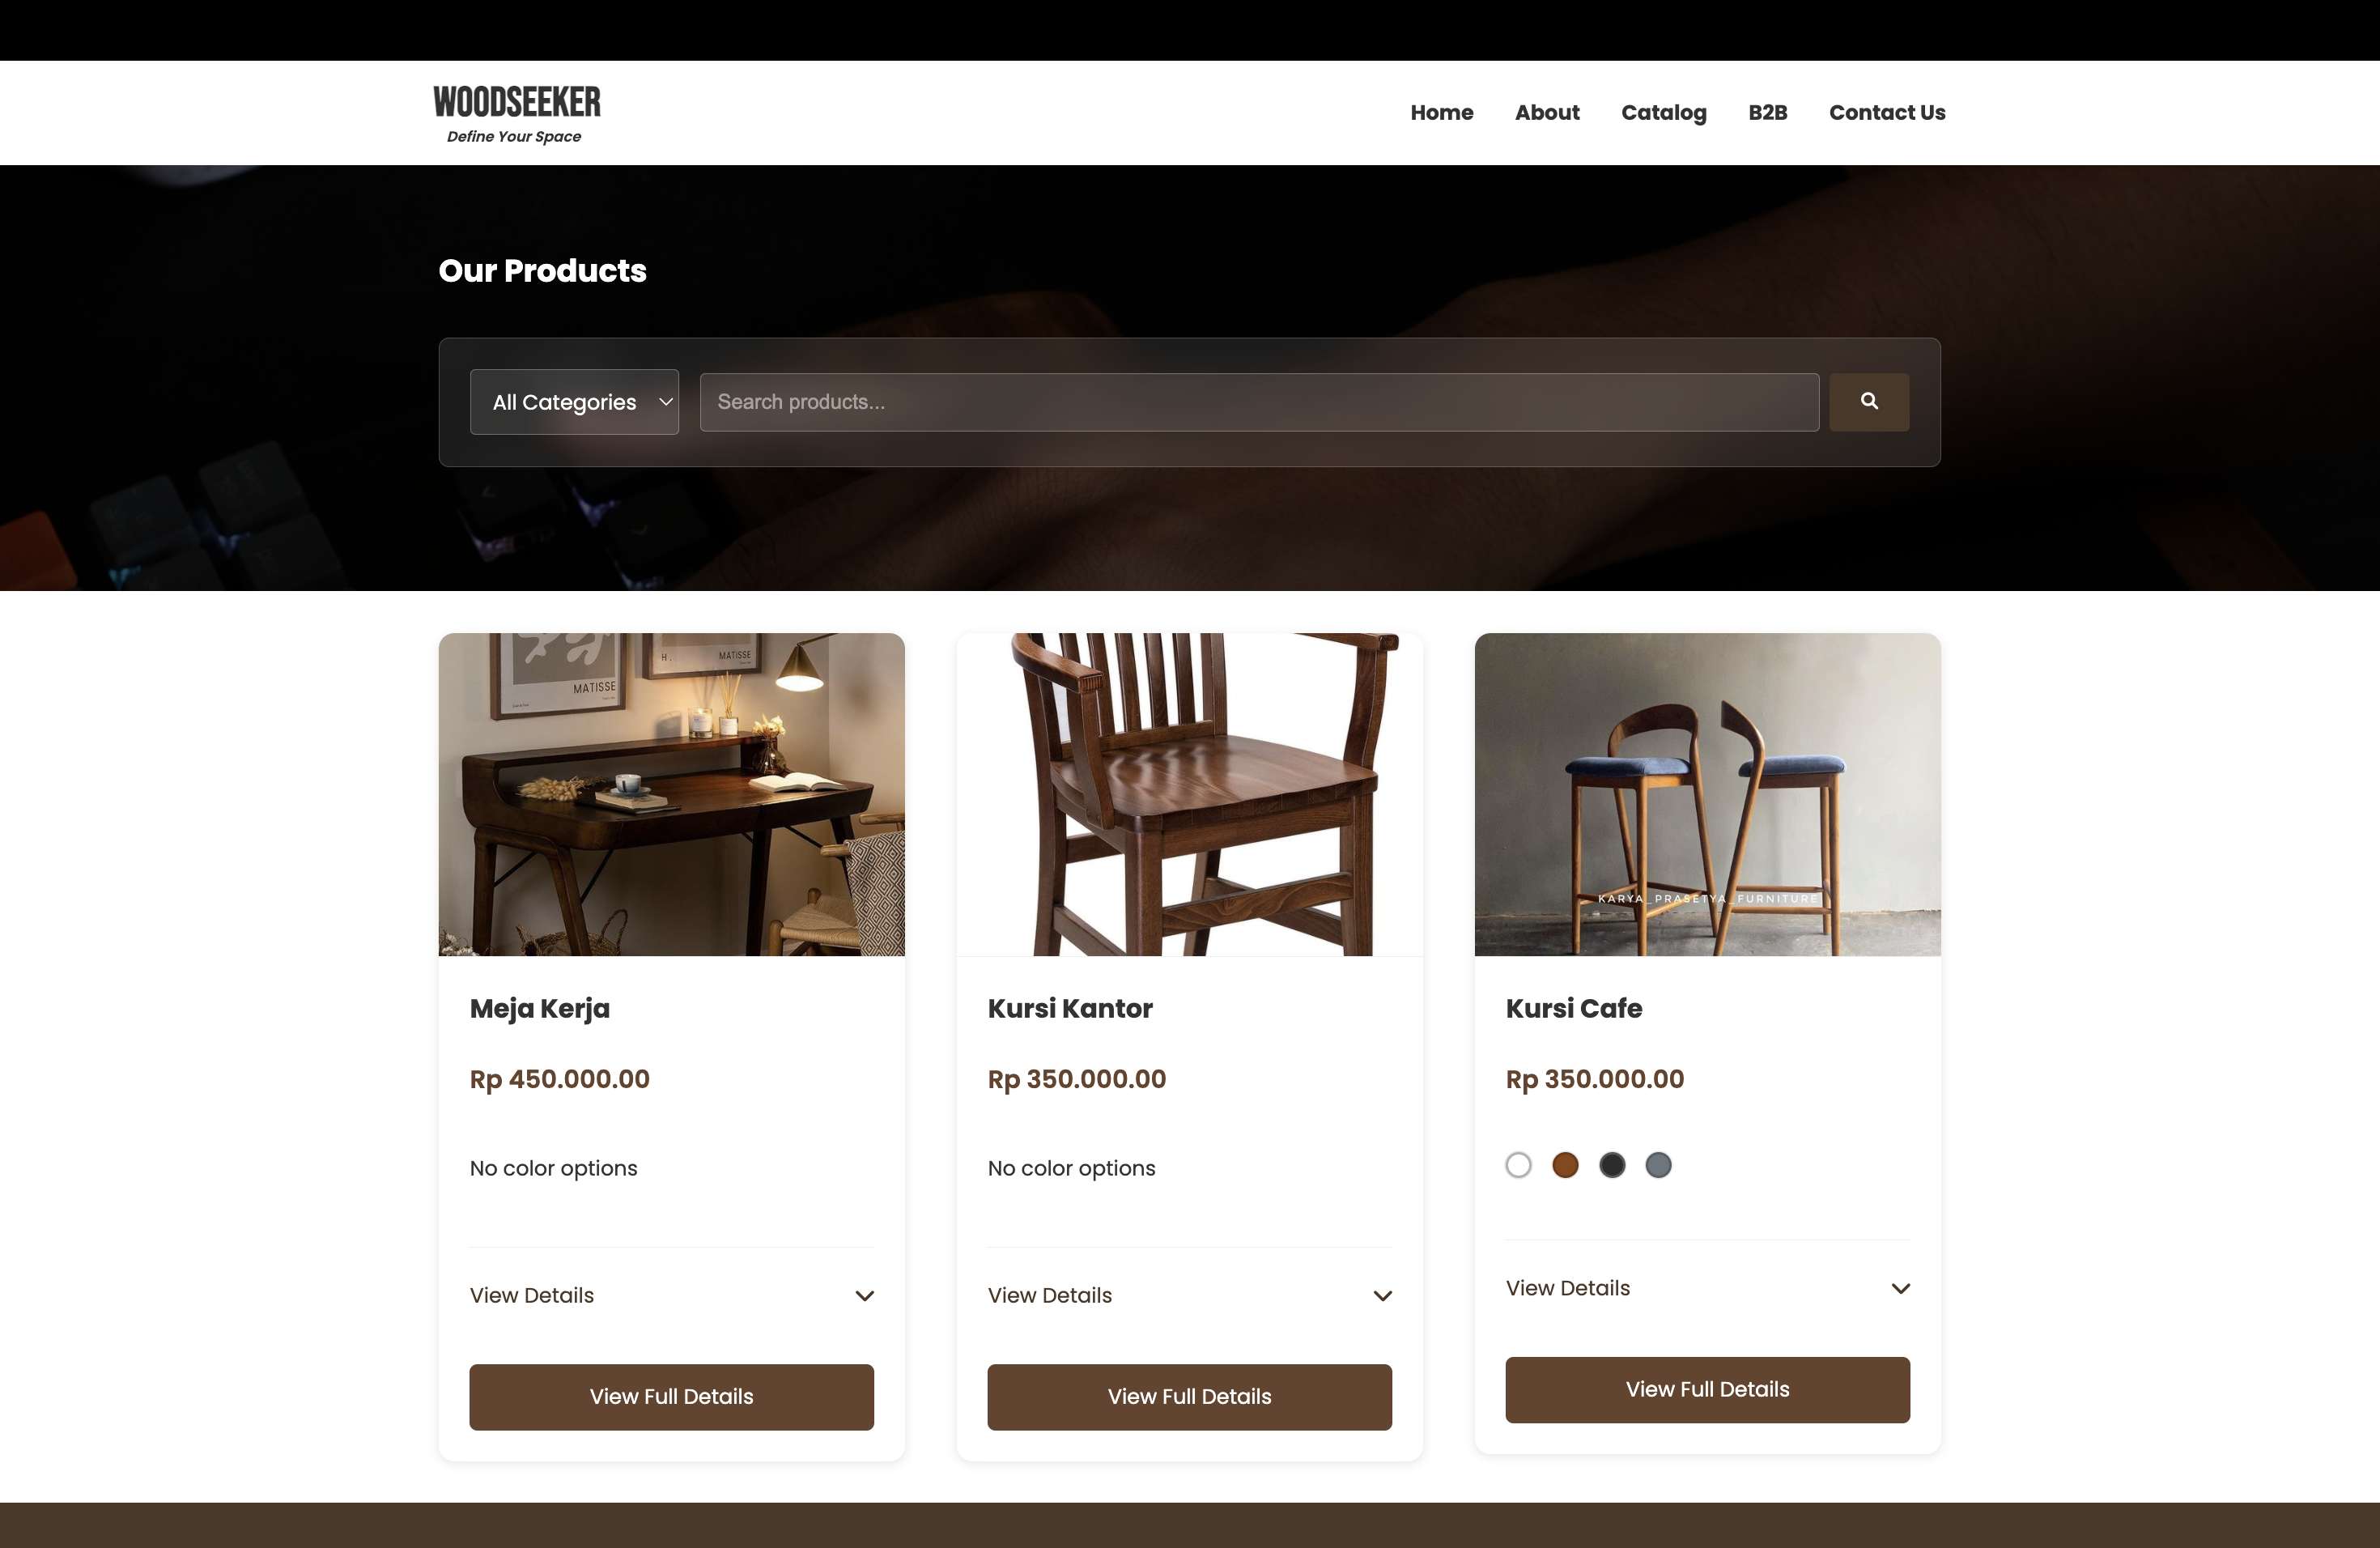 WOODSEEKER
Define Your Space
Home About Catalog B2B Contact Us
Our Products
All Categories
Search products...
MATISSE
H. MATISSE
KARYA_PRASETYA_FURNITURE
Meja Kerja
Kursi Kantor
Kursi Cafe
Rp 450.000.00
Rp 350.000.00
Rp 350.000.00
No color options
No color options
View Details
View Details
View Details
View Full Details
View Full Details
View Full Details